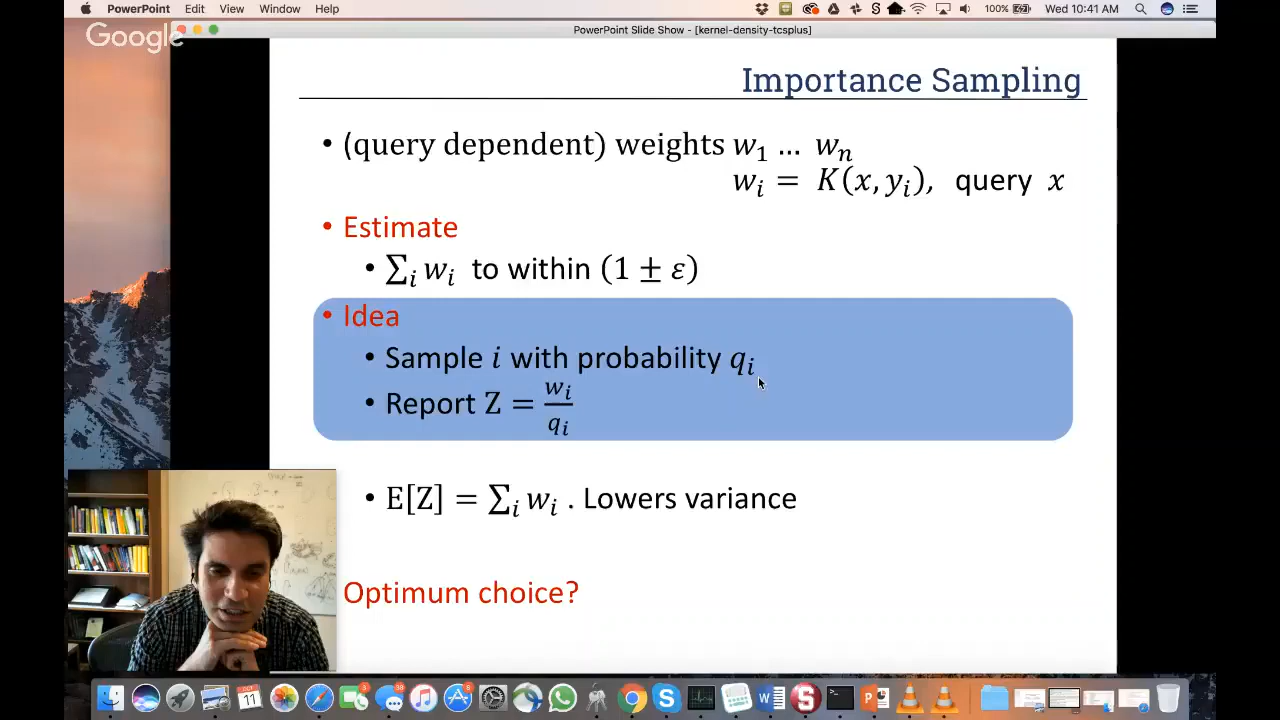 PowerPoint Edit View Window Help 100% Wed 10:41 AM
Google
PowerPoint Slide Show - [kernel-density-tcsplus]
Importance Sampling
• (query dependent) weights w₁ … wₙ
wᵢ = K(x, yᵢ), query x
• Estimate
• ∑ᵢ wᵢ to within (1 ± ε)
• Idea
• Sample i with probability qᵢ
• Report Z = wᵢ/qᵢ
• E[Z] = ∑ᵢ wᵢ . Lowers variance
Optimum choice?